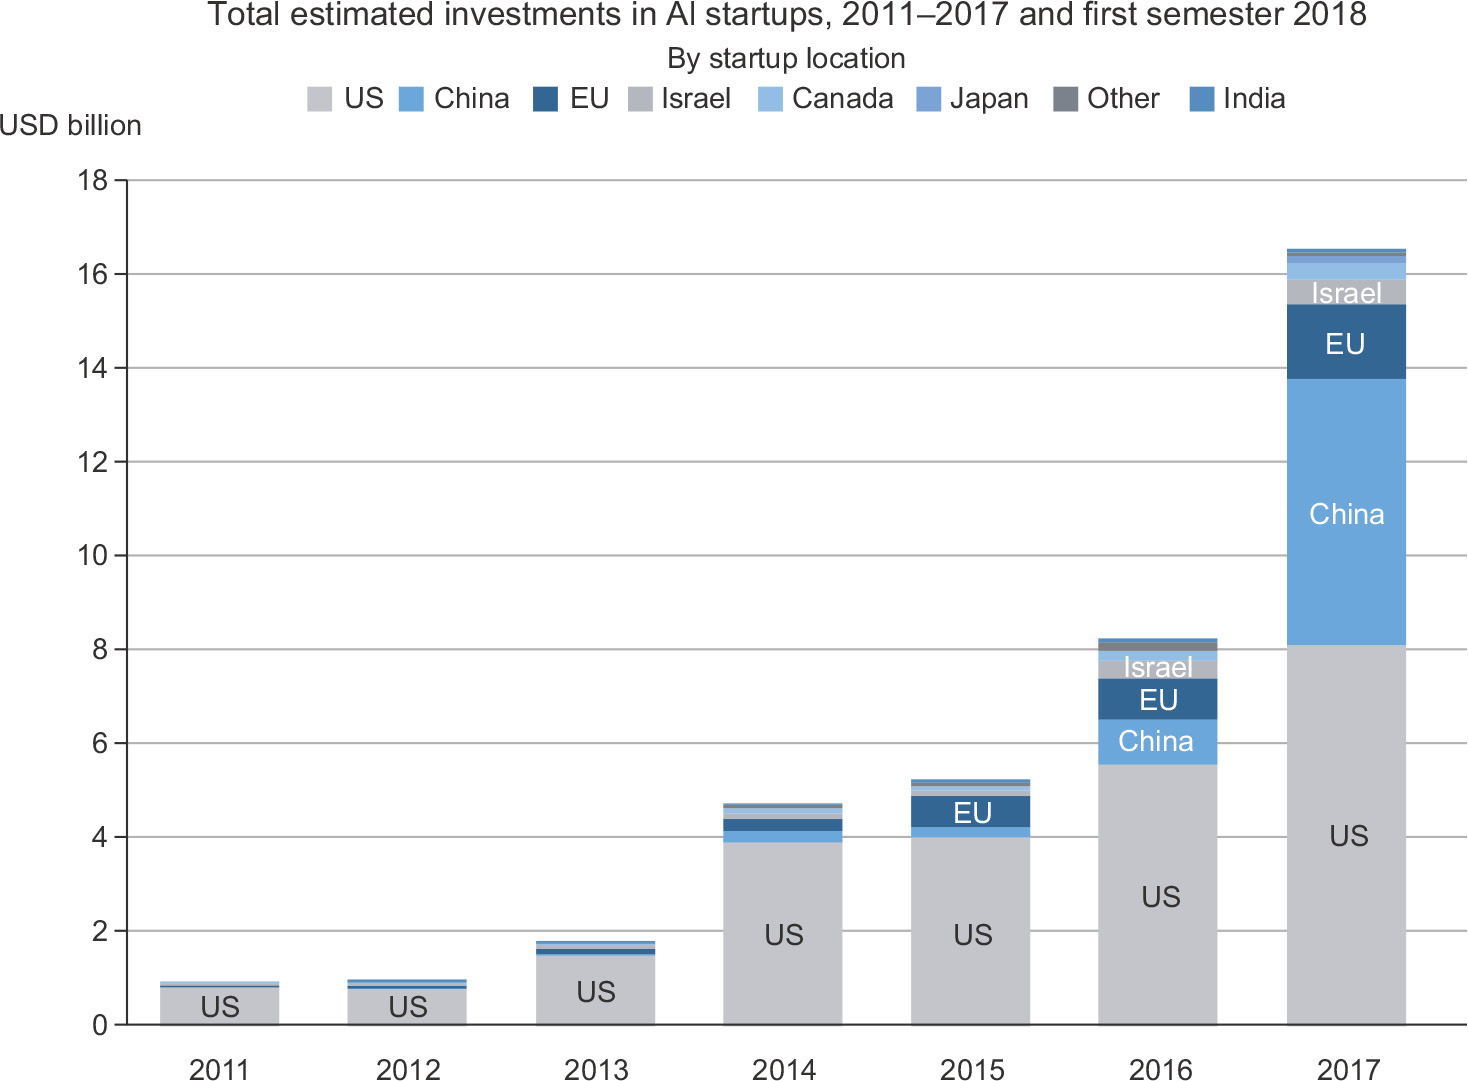 Total estimated investments in AI startups, 2011–2017 and first semester 2018
By startup location
US China EU Israel Canada Japan Other India
USD billion
18
16
14
12
10
8
6
4
2
0
Israel
EU
China
US
Israel
EU
China
US
EU
US
US
US
US
US
2011 2012 2013 2014 2015 2016 2017